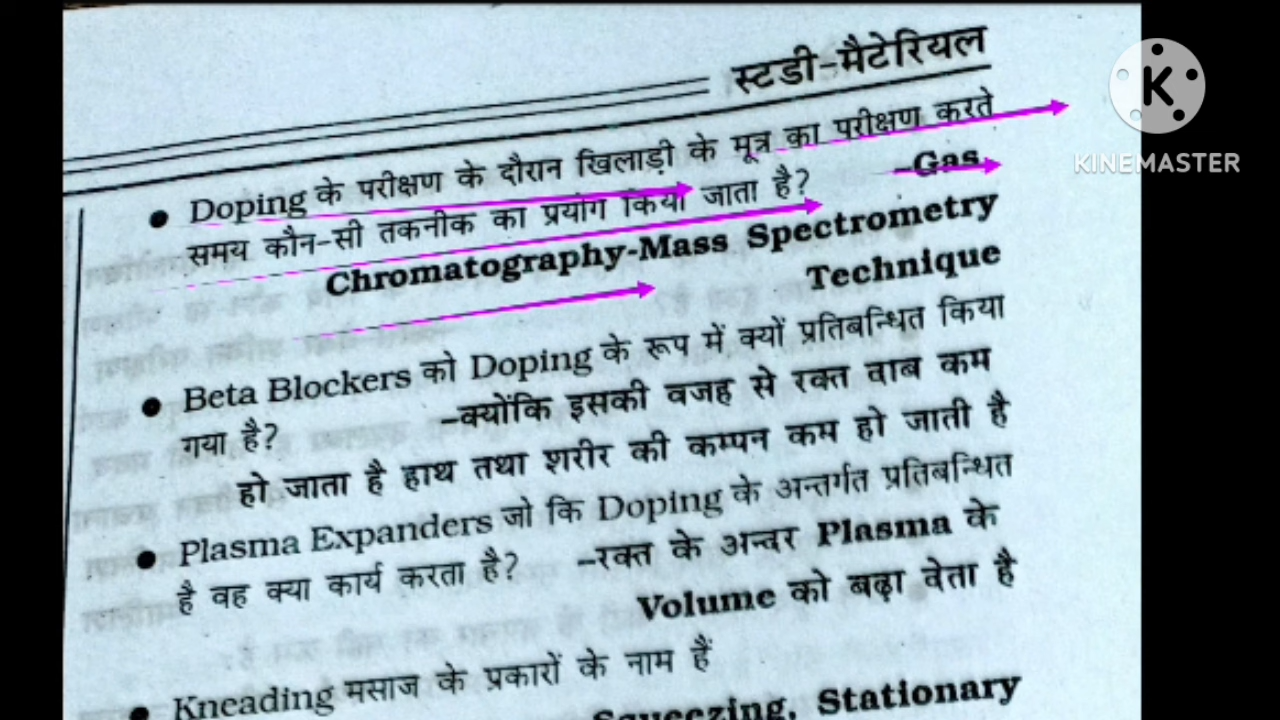 स्टडी-मैटेरियल
• Doping के परीक्षण के दौरान खिलाड़ी के मूत्र का परीक्षण करते
समय कौन-सी तकनीक का प्रयोग किया जाता है? –Gas
Chromatography-Mass Spectrometry
Technique
• Beta Blockers को Doping के रूप में क्यों प्रतिबन्धित किया
गया है? –क्योंकि इसकी वजह से रक्त दाब कम
हो जाता है हाथ तथा शरीर की कम्पन कम हो जाती है
• Plasma Expanders जो कि Doping के अन्तर्गत प्रतिबन्धित
है वह क्या कार्य करता है? –रक्त के अन्दर Plasma के
Volume को बढ़ा देता है
• Kneading मसाज के प्रकारों के नाम हैं
Squeezing, Stationary
K
KINEMASTER